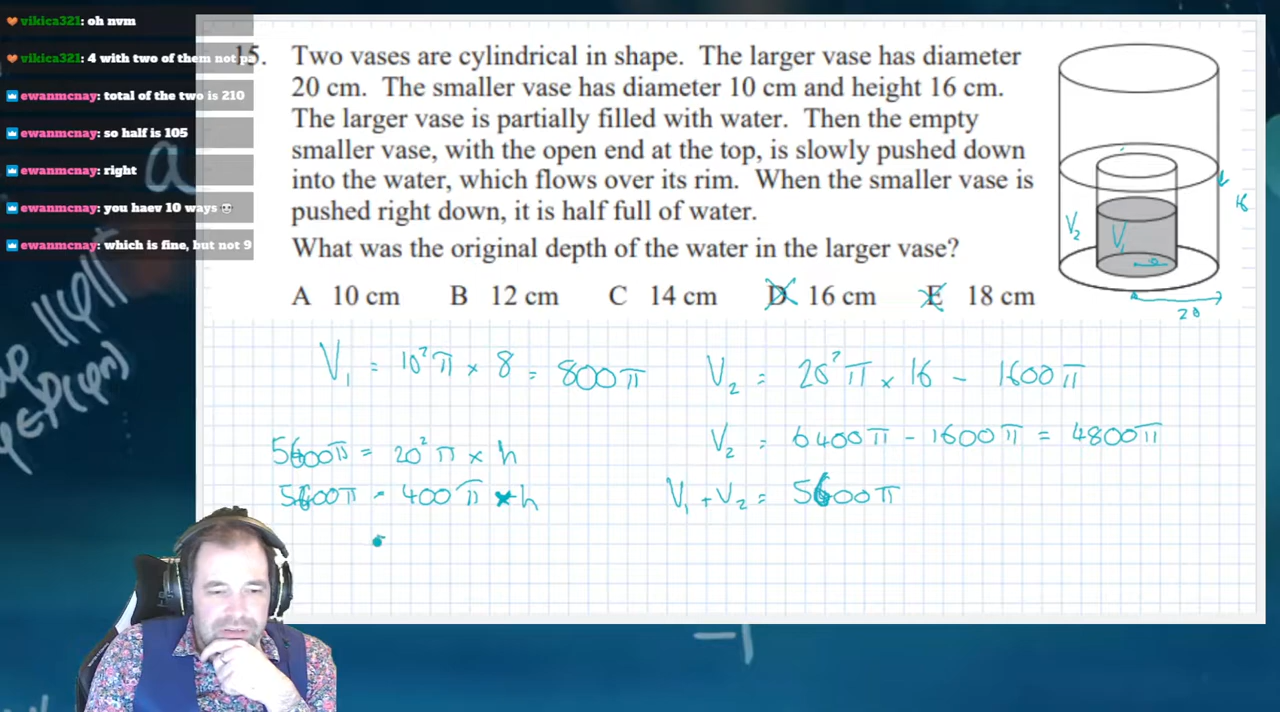 vikica321: oh nvm
vikica321: 4 with two of them not pa
ewanmcnay: total of the two is 210
ewanmcnay: so half is 105
ewanmcnay: right
ewanmcnay: you haev 10 ways
ewanmcnay: which is fine, but not 9
15. Two vases are cylindrical in shape. The larger vase has diameter
20 cm. The smaller vase has diameter 10 cm and height 16 cm.
The larger vase is partially filled with water. Then the empty
smaller vase, with the open end at the top, is slowly pushed down
into the water, which flows over its rim. When the smaller vase is
pushed right down, it is half full of water.
What was the original depth of the water in the larger vase?
A 10 cm B 12 cm C 14 cm D 16 cm E 18 cm
V₂
V₁
16
20
V₁ = 10²π × 8 = 800π
V₂ = 20²π × 16 - 1600π
V₂ = 6400π - 1600π = 4800π
V₁ + V₂ = 5600π
5600π = 20²π × h
5600π = 400π × h
a
-1